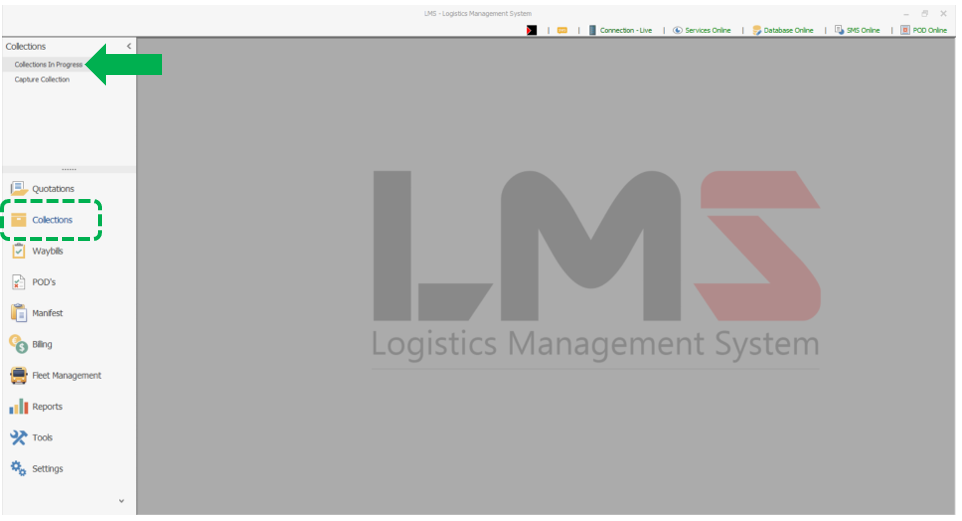 LMS - Logistics Management System
Connection - Live | Services Online | Database Online | SMS Online | POD Online
Collections
Collections In Progress
Capture Collection
Quotations
Collections
Waybills
POD's
Manifest
Billing
Fleet Management
Reports
Tools
Settings
LMS
Logistics Management System